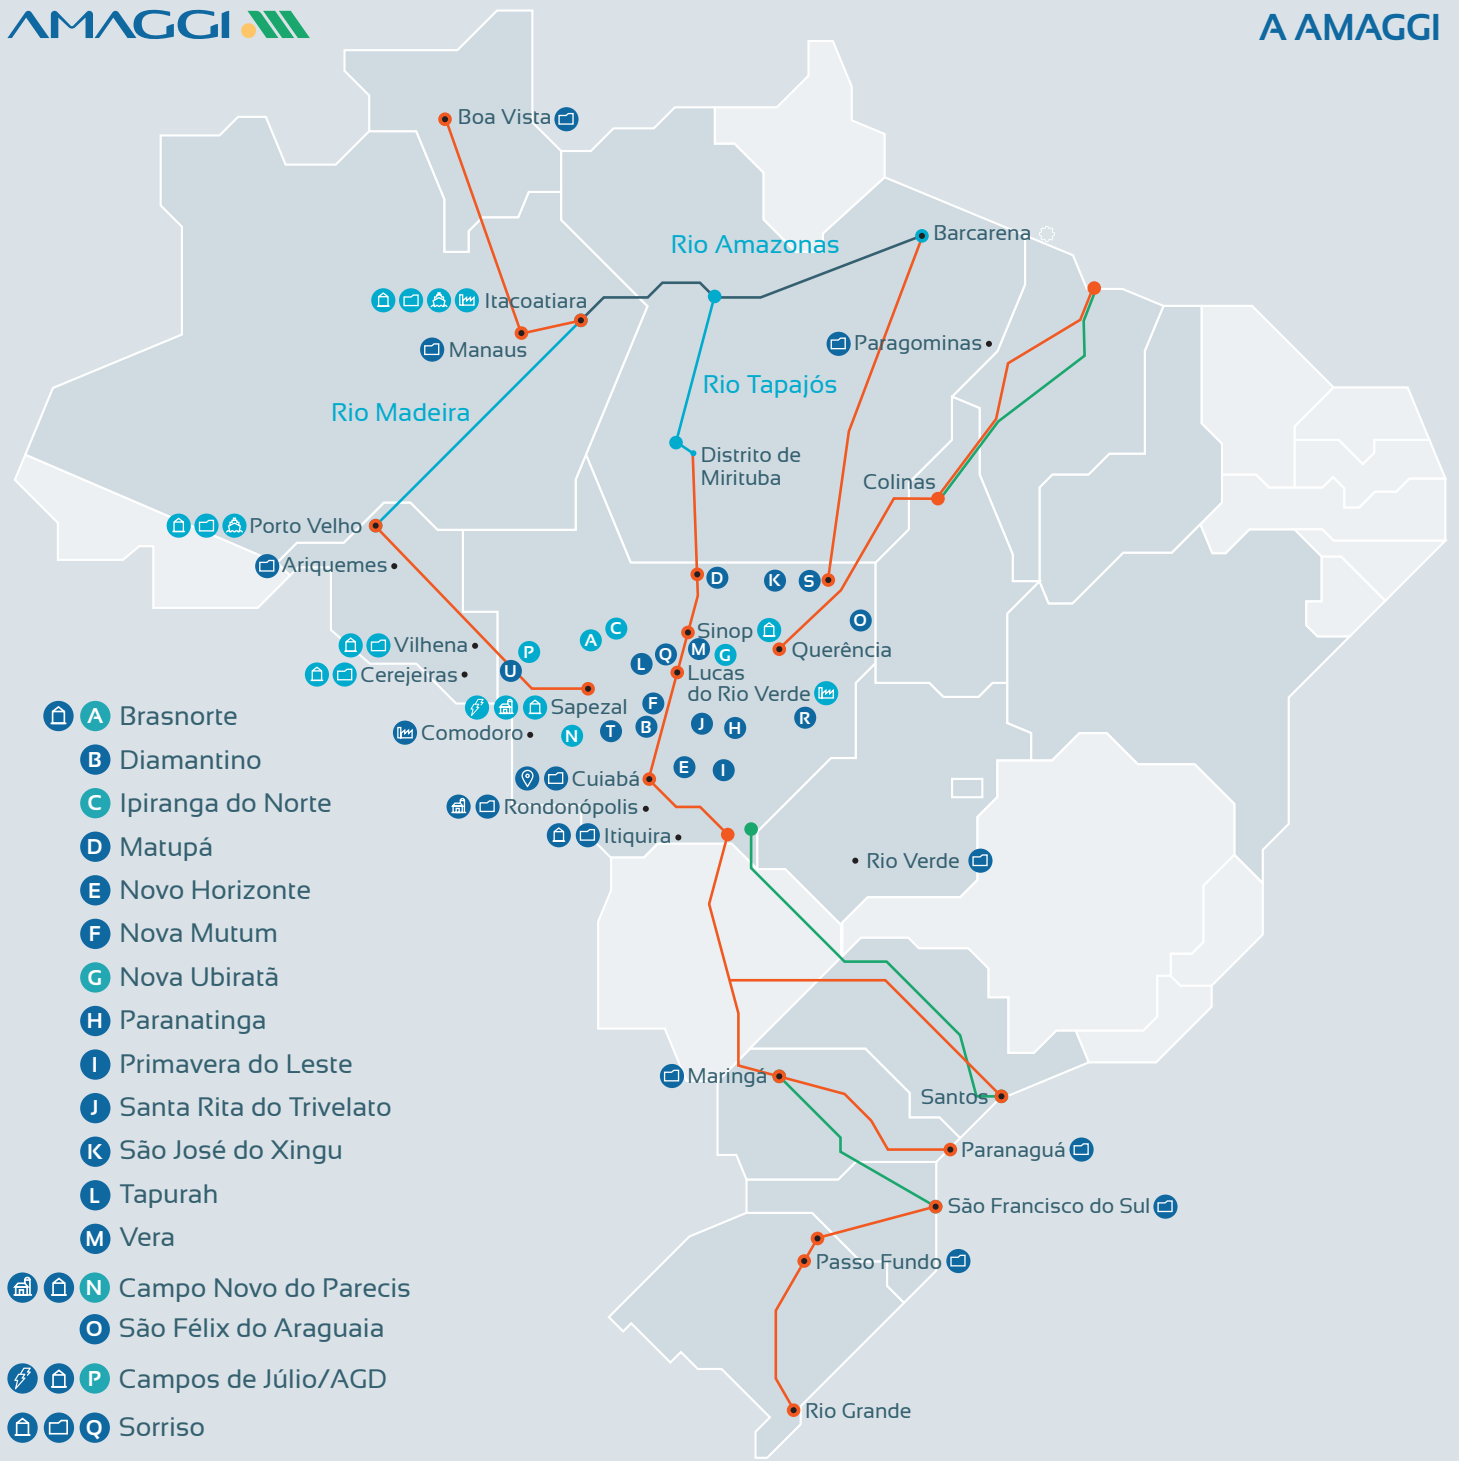 AMAGGI
A AMAGGI
Boa Vista
Rio Amazonas
Barcarena
Itacoatiara
Manaus
Paragominas
Rio Tapajós
Rio Madeira
Distrito de
Mirituba
Colinas
Porto Velho
Ariquemes
D
K
S
O
Sinop
C
A
Vilhena
P
L
Q
M
G
Querência
Cerejeiras
U
Lucas
do Rio Verde
Sapezal
F
R
Comodoro
N
T
B
J
H
Cuiabá
E
I
Rondonópolis
Itiquira
Rio Verde
Maringá
Santos
Paranaguá
São Francisco do Sul
Passo Fundo
Rio Grande
A Brasnorte
B Diamantino
C Ipiranga do Norte
D Matupá
E Novo Horizonte
F Nova Mutum
G Nova Ubiratã
H Paranatinga
I Primavera do Leste
J Santa Rita do Trivelato
K São José do Xingu
L Tapurah
M Vera
N Campo Novo do Parecis
O São Félix do Araguaia
P Campos de Júlio/AGD
Q Sorriso